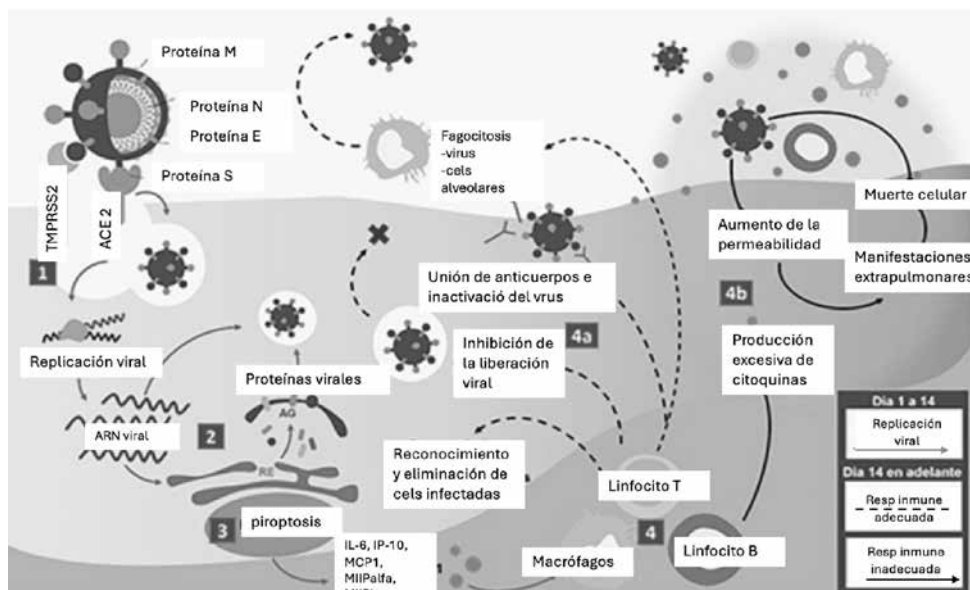 Proteína M
Proteína N
Proteína E
Proteína S
TMPRSS2
ACE 2
1
Replicación viral
ARN viral
2
Proteínas virales
AG
RE
3
piroptosis
IL-6, IP-10,
MCP1,
MIIPalfa,
Fagocitosis
-virus
-cels
alveolares
Unión de anticuerpos e
inactivació del vrus
4a
Inhibición de
la liberación
viral
Reconocimiento
y eliminación de
cels infectadas
Linfocito T
4
Macrófagos
Linfocito B
Muerte celular
Aumento de la
permeabilidad
Manifestaciones
extrapulmonares
4b
Producción
excesiva de
citoquinas
Dia 1 a 14
Replicación
viral
Dia 14 en adelante
Resp inmune
adecuada
Resp inmune
inadecuada